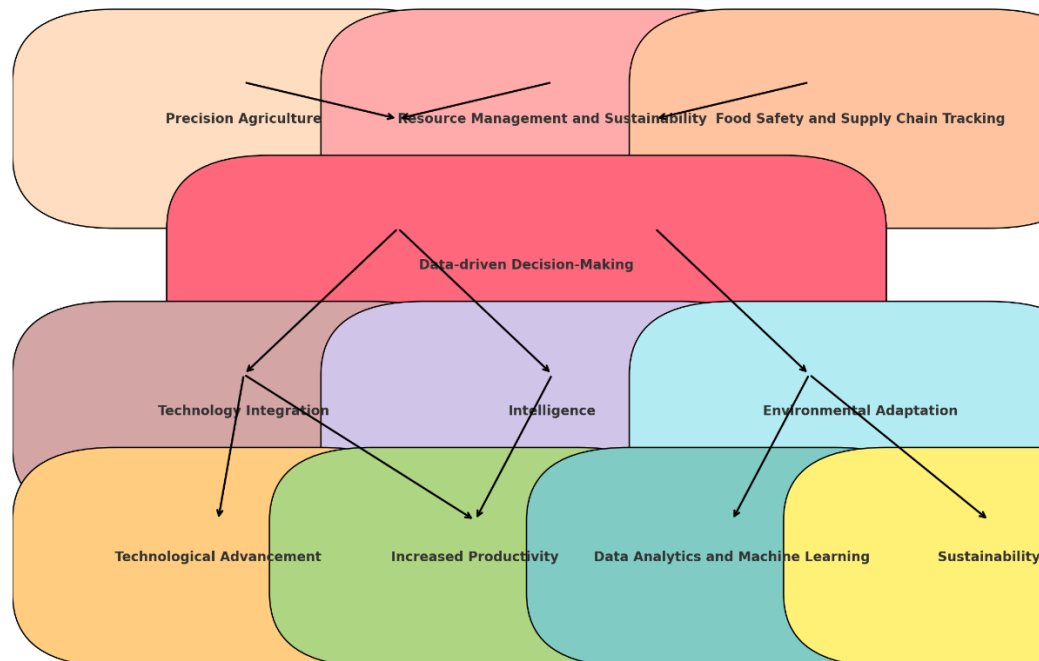 Precision Agriculture
Resource Management and Sustainability
Food Safety and Supply Chain Tracking
Data-driven Decision-Making
Technology Integration
Intelligence
Environmental Adaptation
Technological Advancement
Increased Productivity
Data Analytics and Machine Learning
Sustainability